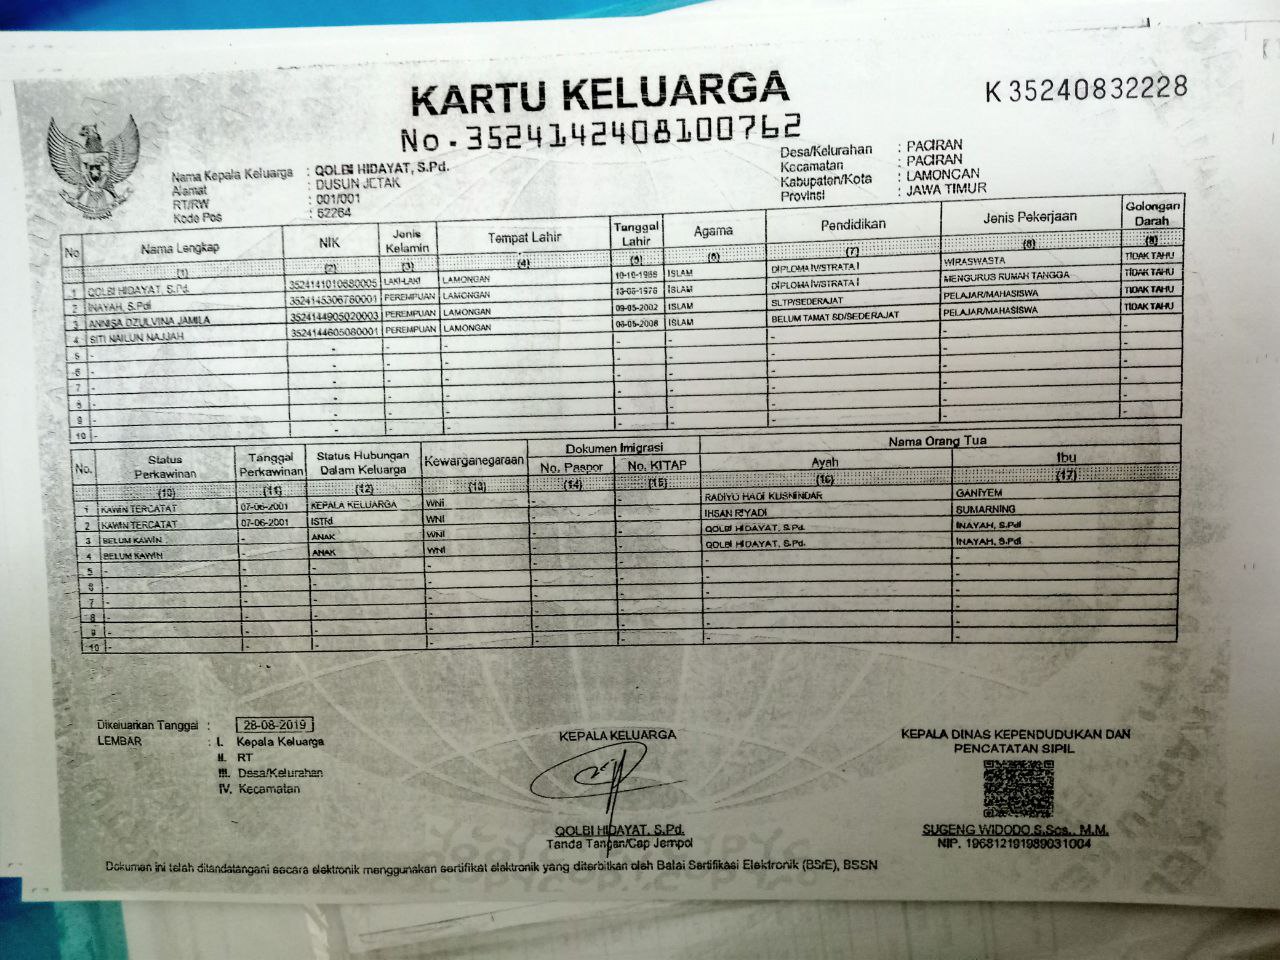 KARTU KELUARGA
No. 3524142408100762
K 35240832228
Nama Kepala Keluarga : QOLBI HIDAYAT, S.Pd.
Alamat : DUSUN JETAK
RT/RW : 001/001
Kode Pos : 62264
Desa/Kelurahan : PACIRAN
Kecamatan : PACIRAN
Kabupaten/Kota : LAMONGAN
Provinsi : JAWA TIMUR
No Nama Lengkap NIK Jenis Kelamin Tempat Lahir Tanggal Lahir Agama Pendidikan Jenis Pekerjaan Golongan Darah
(1) (2) (3) (4) (5) (6) (7) (8) (9)
1 QOLBI HIDAYAT, S.Pd. 3524141010680005 LAKI-LAKI LAMONGAN ISLAM DIPLOMA IV/STRATA I WIRASWASTA TIDAK TAHU
2 INAYAH, S.PdI 3524145306760001 PEREMPUAN LAMONGAN 13-06-1976 ISLAM DIPLOMA IV/STRATA I MENGURUS RUMAH TANGGA TIDAK TAHU
3 ANNISA DZULVINA JAMILA 3524144905020003 PEREMPUAN LAMONGAN 09-05-2002 ISLAM SLTP/SEDERAJAT PELAJAR/MAHASISWA TIDAK TAHU
4 SITI NAILUN NAJJAH 3524144605080001 PEREMPUAN LAMONGAN 06-05-2008 ISLAM BELUM TAMAT SD/SEDERAJAT PELAJAR/MAHASISWA TIDAK TAHU
5 - - - - - - - - -
6 - - - - - - - - -
7 - - - - - - - - -
8 - - - - - - - - -
9 - - - - - - - - -
10 - - - - - - - - -
No. Status Perkawinan Tanggal Perkawinan Status Hubungan Dalam Keluarga Kewarganegaraan Dokumen Imigrasi Nama Orang Tua
No. Paspor No. KITAP Ayah Ibu
(10) (11) (12) (13) (14) (15) (16) (17)
1 KAWIN TERCATAT 07-06-2001 KEPALA KELUARGA WNI - - RADIYO HADI KUSNINDAR GANIYEM
2 KAWIN TERCATAT 07-06-2001 ISTRI WNI - - IHSAN RIYADI SUMARNING
3 BELUM KAWIN - ANAK WNI - - QOLBI HIDAYAT, S.Pd. INAYAH, S.PdI
4 BELUM KAWIN - ANAK WNI - - QOLBI HIDAYAT, S.Pd. INAYAH, S.PdI
5 - - - - - - - -
6 - - - - - - - -
7 - - - - - - - -
8 - - - - - - - -
9 - - - - - - - -
10 - - - - - - - -
Dikeluarkan Tanggal : 28-08-2019
LEMBAR : I. Kepala Keluarga
II. RT
III. Desa/Kelurahan
IV. Kecamatan
KEPALA KELUARGA
QOLBI HIDAYAT, S.Pd.
Tanda Tangan/Cap Jempol
KEPALA DINAS KEPENDUDUKAN DAN
PENCATATAN SIPIL
SUGENG WIDODO,S.Sos., M.M.
NIP. 196812191989031004
Dokumen ini telah ditandatangani secara elektronik menggunakan sertifikat elektronik yang diterbitkan oleh Balai Sertifikasi Elektronik (BSrE), BSSN